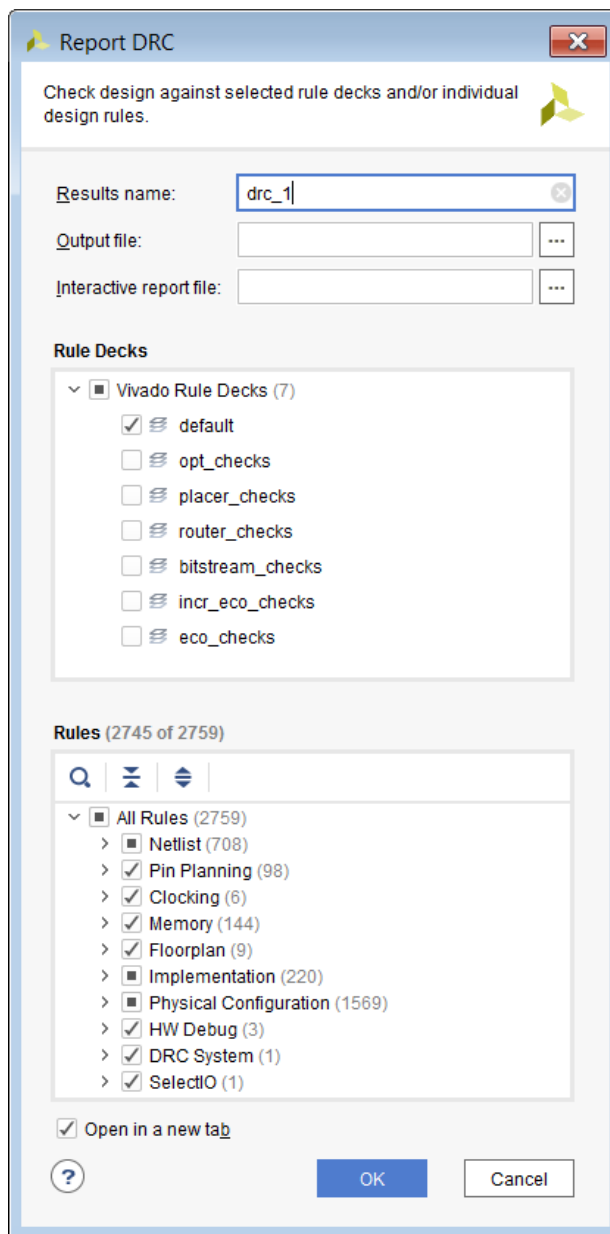 Report DRC
Check design against selected rule decks and/or individual
design rules.
Results name: drc_1
Output file: ...
Interactive report file: ...
Rule Decks
Vivado Rule Decks (7)
default
opt_checks
placer_checks
router_checks
bitstream_checks
incr_eco_checks
eco_checks
Rules (2745 of 2759)
All Rules (2759)
Netlist (708)
Pin Planning (98)
Clocking (6)
Memory (144)
Floorplan (9)
Implementation (220)
Physical Configuration (1569)
HW Debug (3)
DRC System (1)
SelectIO (1)
Open in a new tab
? OK Cancel